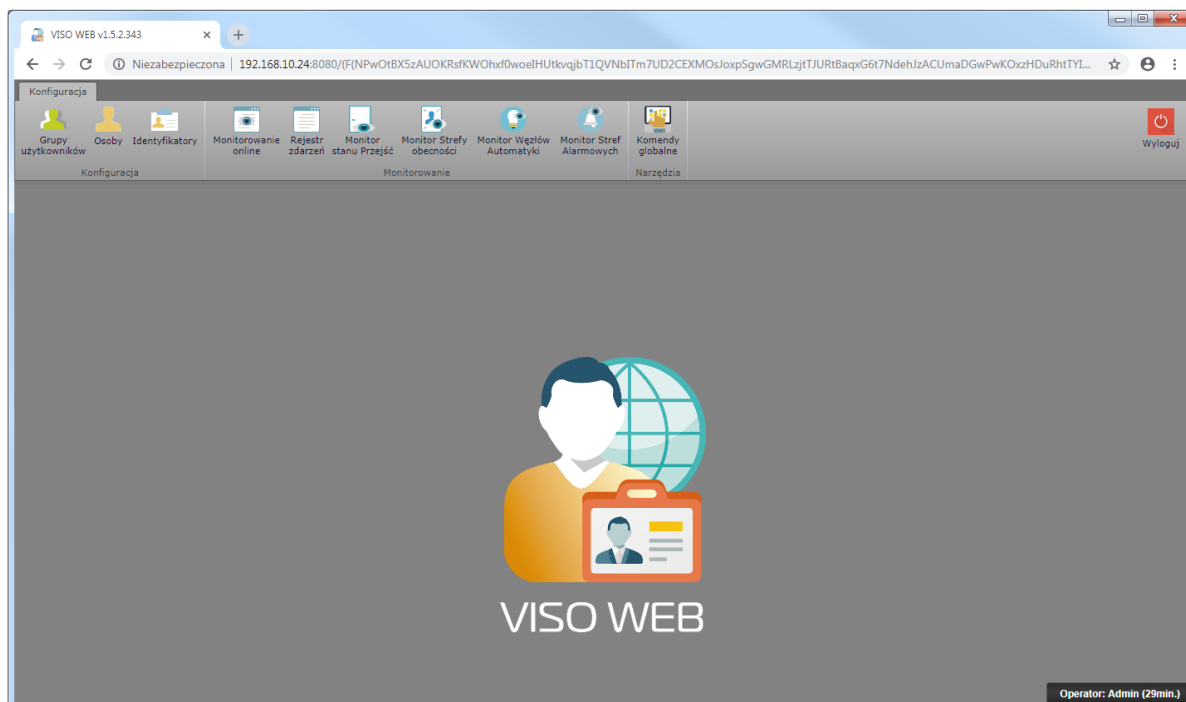 VISO WEB v1.5.2.343
Niezabezpieczona | 192.168.10.24:8080/(F(NPwOtBX5zAUOKRsfKWOhxf0woeIHUtkvqjbT1QVNbITm7UD2CEXMOsJoxpSgwGMRLzjtTJURtBaqxG6t7NdehJzACUmaDGwPwKOxzHDuRhtTYI...
Konfiguracja
Grupy użytkowników
Osoby
Identyfikatory
Monitorowanie online
Rejestr zdarzeń
Monitor stanu Przejść
Monitor Strefy obecności
Monitor Węzłów Automatyki
Monitor Stref Alarmowych
Komendy globalne
Wyloguj
Konfiguracja
Monitorowanie
Narzędzia
VISO WEB
Operator: Admin (29min.)